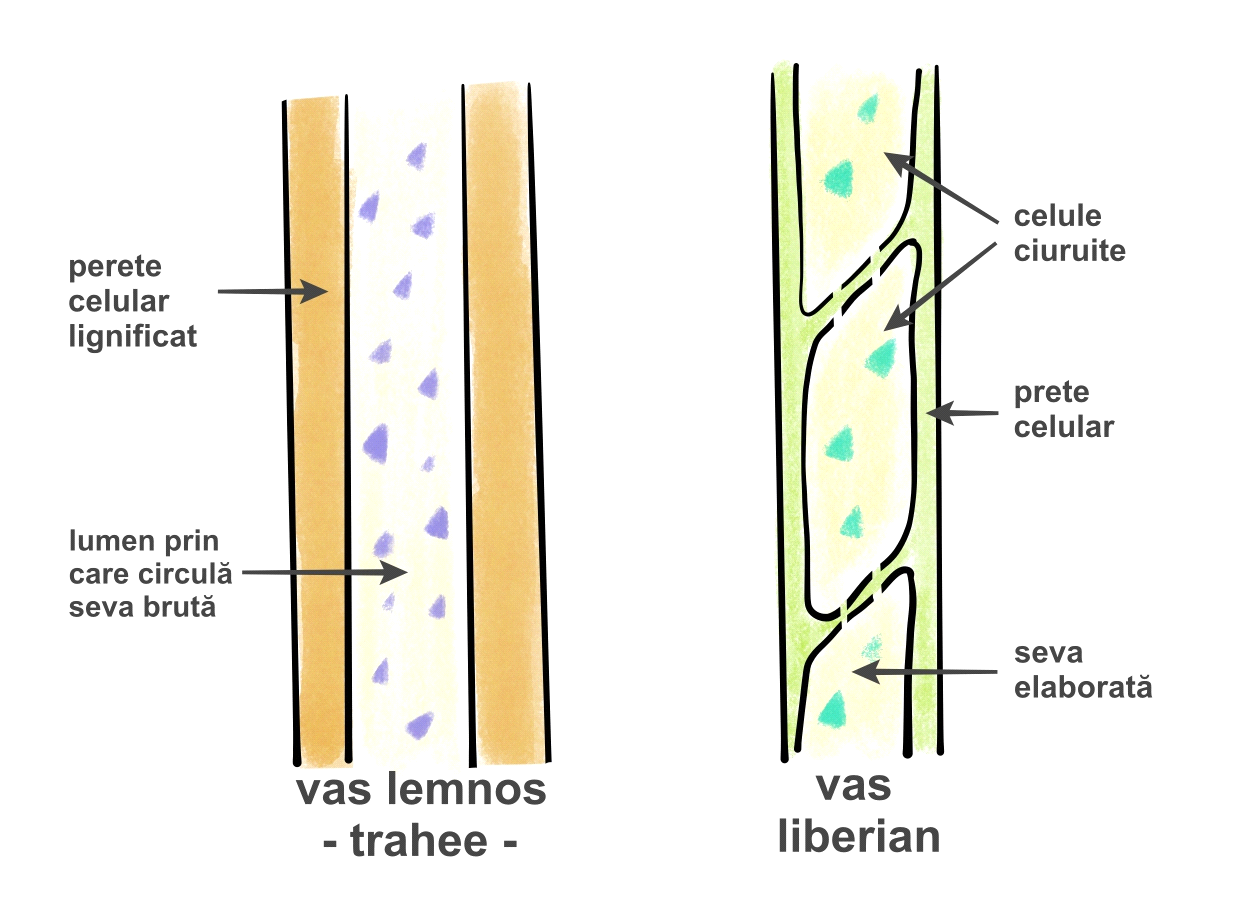 perete
celular
lignificat
lumen prin
care circulă
seva brută
vas lemnos
- trahee -
celule
ciuruite
prete
celular
seva
elaborată
vas
liberian